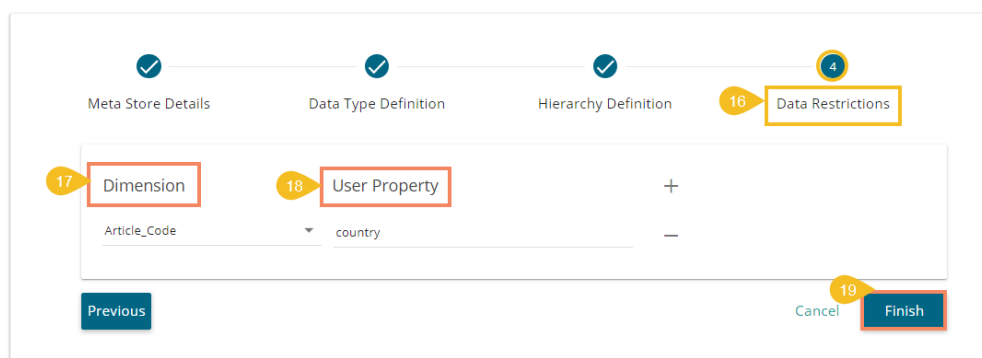 4
Meta Store Details Data Type Definition Hierarchy Definition 16 Data Restrictions
17 Dimension 18 User Property +
Article_Code country —
19
Previous Cancel Finish